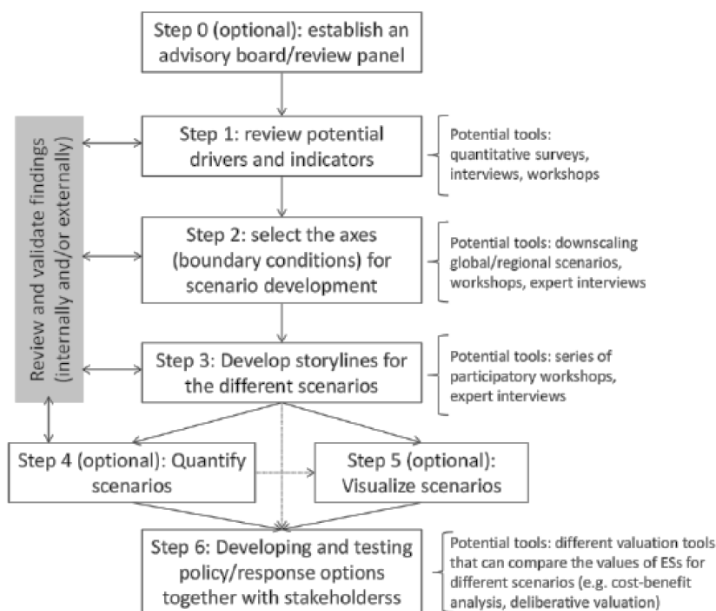 Step 0 (optional): establish an
advisory board/review panel
Review and validate findings
(internally and/or externally)
Step 1: review potential
drivers and indicators
Potential tools:
quantitative surveys,
interviews, workshops
Step 2: select the axes
(boundary conditions) for
scenario development
Potential tools: downscaling
global/regional scenarios,
workshops, expert interviews
Step 3: Develop storylines for
the different scenarios
Potential tools: series of
participatory workshops,
expert interviews
Step 4 (optional): Quantify
scenarios
Step 5 (optional):
Visualize scenarios
Step 6: Developing and testing
policy/response options
together with stakeholderss
Potential tools: different valuation tools
that can compare the values of ESs for
different scenarios (e.g. cost-benefit
analysis, deliberative valuation)